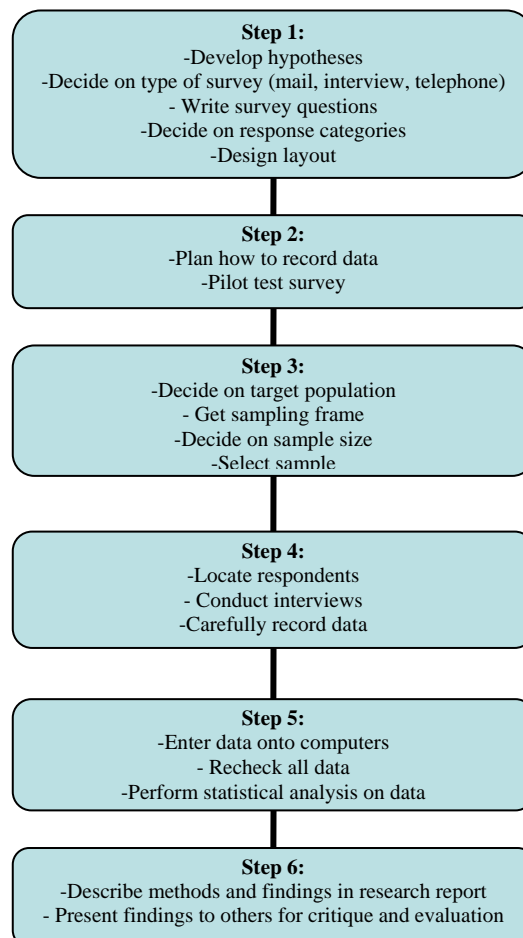 Step 1:
-Develop hypotheses
-Decide on type of survey (mail, interview, telephone)
- Write survey questions
-Decide on response categories
-Design layout
Step 2:
-Plan how to record data
-Pilot test survey
Step 3:
-Decide on target population
- Get sampling frame
-Decide on sample size
-Select sample
Step 4:
-Locate respondents
- Conduct interviews
-Carefully record data
Step 5:
-Enter data onto computers
- Recheck all data
-Perform statistical analysis on data
Step 6:
-Describe methods and findings in research report
- Present findings to others for critique and evaluation